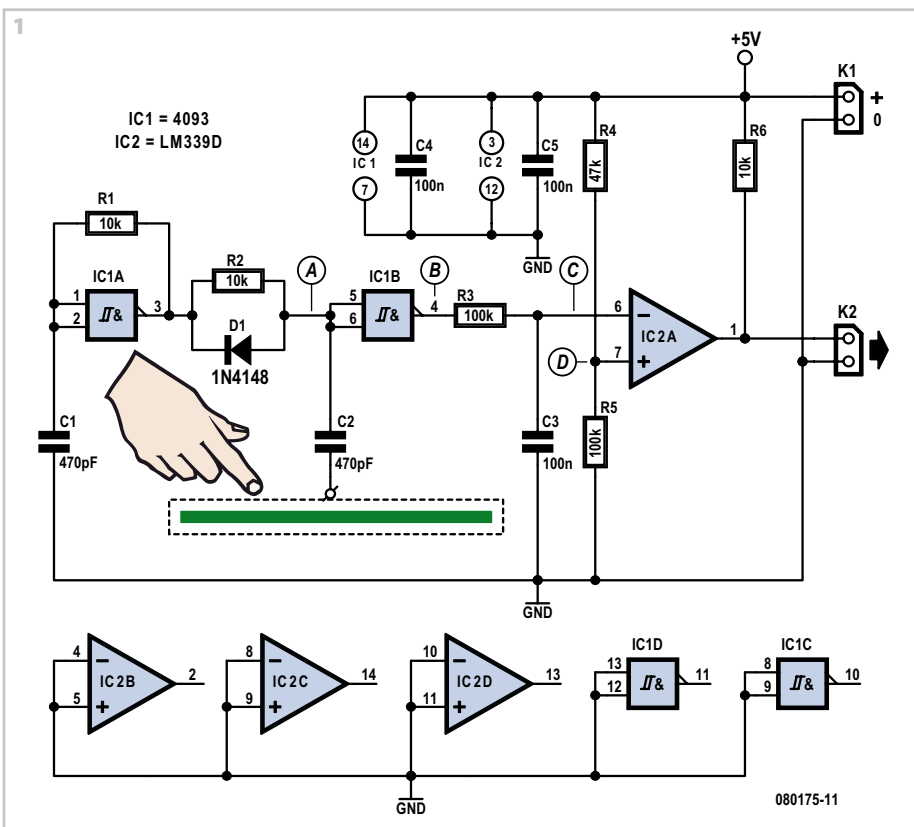 1
+5V
K1
+
0
IC1 = 4093
IC2 = LM339D
14
IC 1
7
C4
100n
3
IC 2
12
C5
100n
R4
47k
R6
10k
GND
R1
10k
IC1A
1
2
3
&
R2
10k
D1
1N4148
A
IC1B
5
6
4
&
B
R3
100k
C
6
7
1
IC2A
D
K2
R5
100k
C1
470pF
C2
470pF
C3
100n
GND
4
5
IC2B
2
8
9
IC2C
14
10
11
IC2D
13
IC1D
13
12
&
11
IC1C
8
9
&
10
GND
080175-11